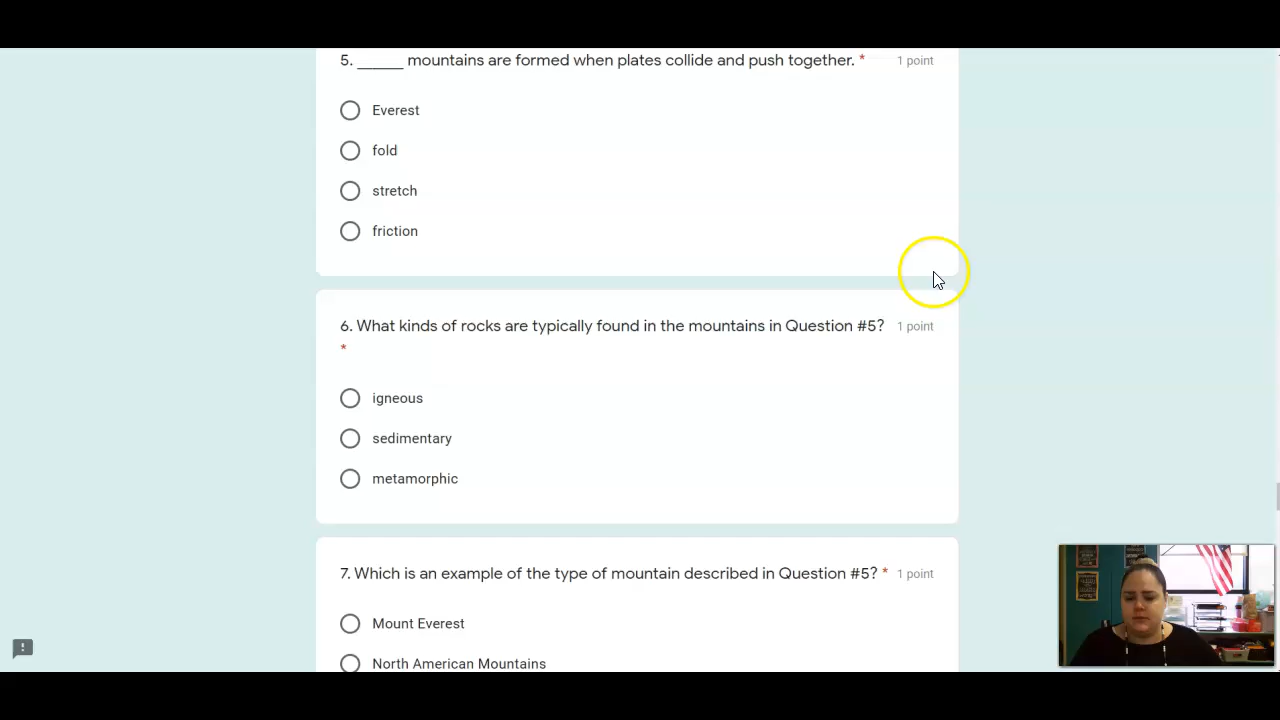 5. ______ mountains are formed when plates collide and push together. * 1 point
Everest
fold
stretch
friction
6. What kinds of rocks are typically found in the mountains in Question #5? 1 point
*
igneous
sedimentary
metamorphic
7. Which is an example of the type of mountain described in Question #5? * 1 point
Mount Everest
North American Mountains